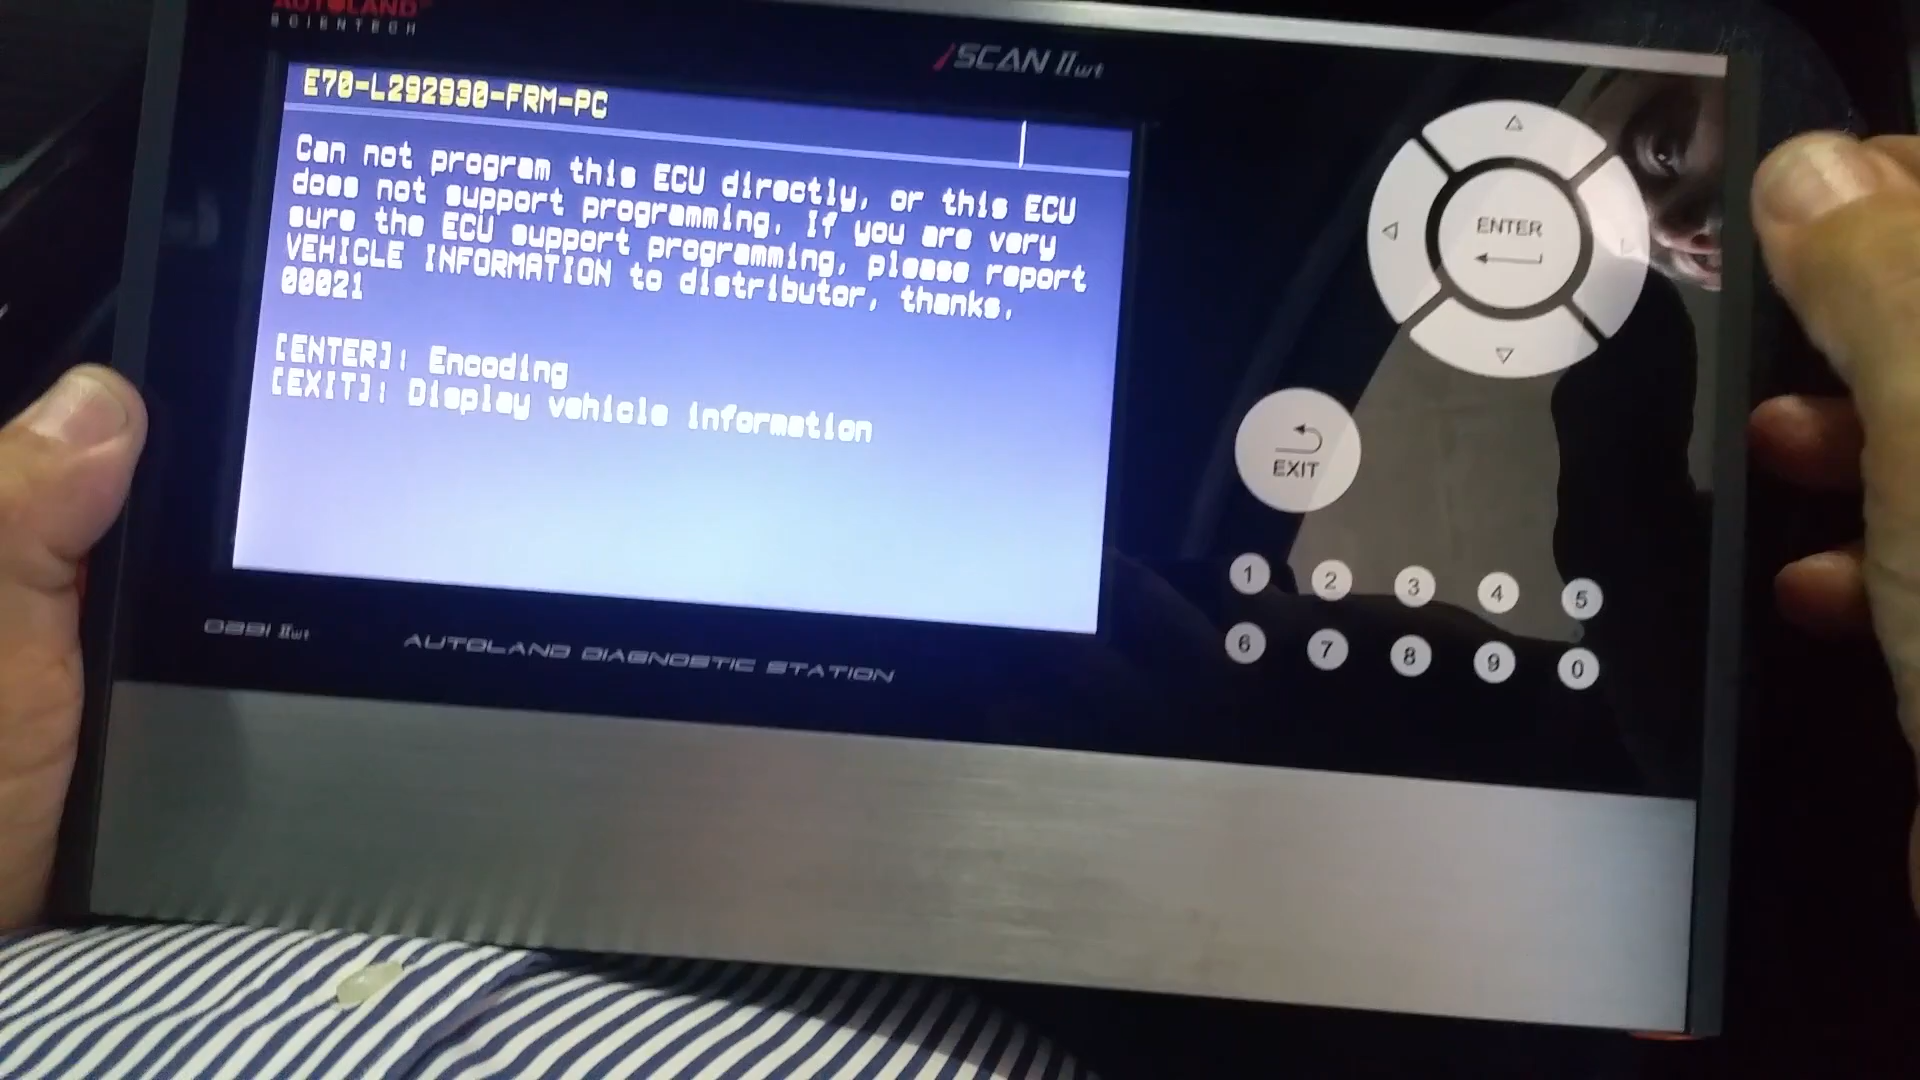 AUTOLAND
SCIENTECH
iSCAN IIwt
E70-L292930-FRM-PC
Can not program this ECU directly, or this ECU
does not support programming. If you are very
sure the ECU support programming, please report
VEHICLE INFORMATION to distributor, thanks.
00021
[ENTER]: Encoding
[EXIT]: Display vehicle information
ENTER
EXIT
1 2 3 4 5
6 7 8 9 0
IIwt
AUTOLAND DIAGNOSTIC STATION